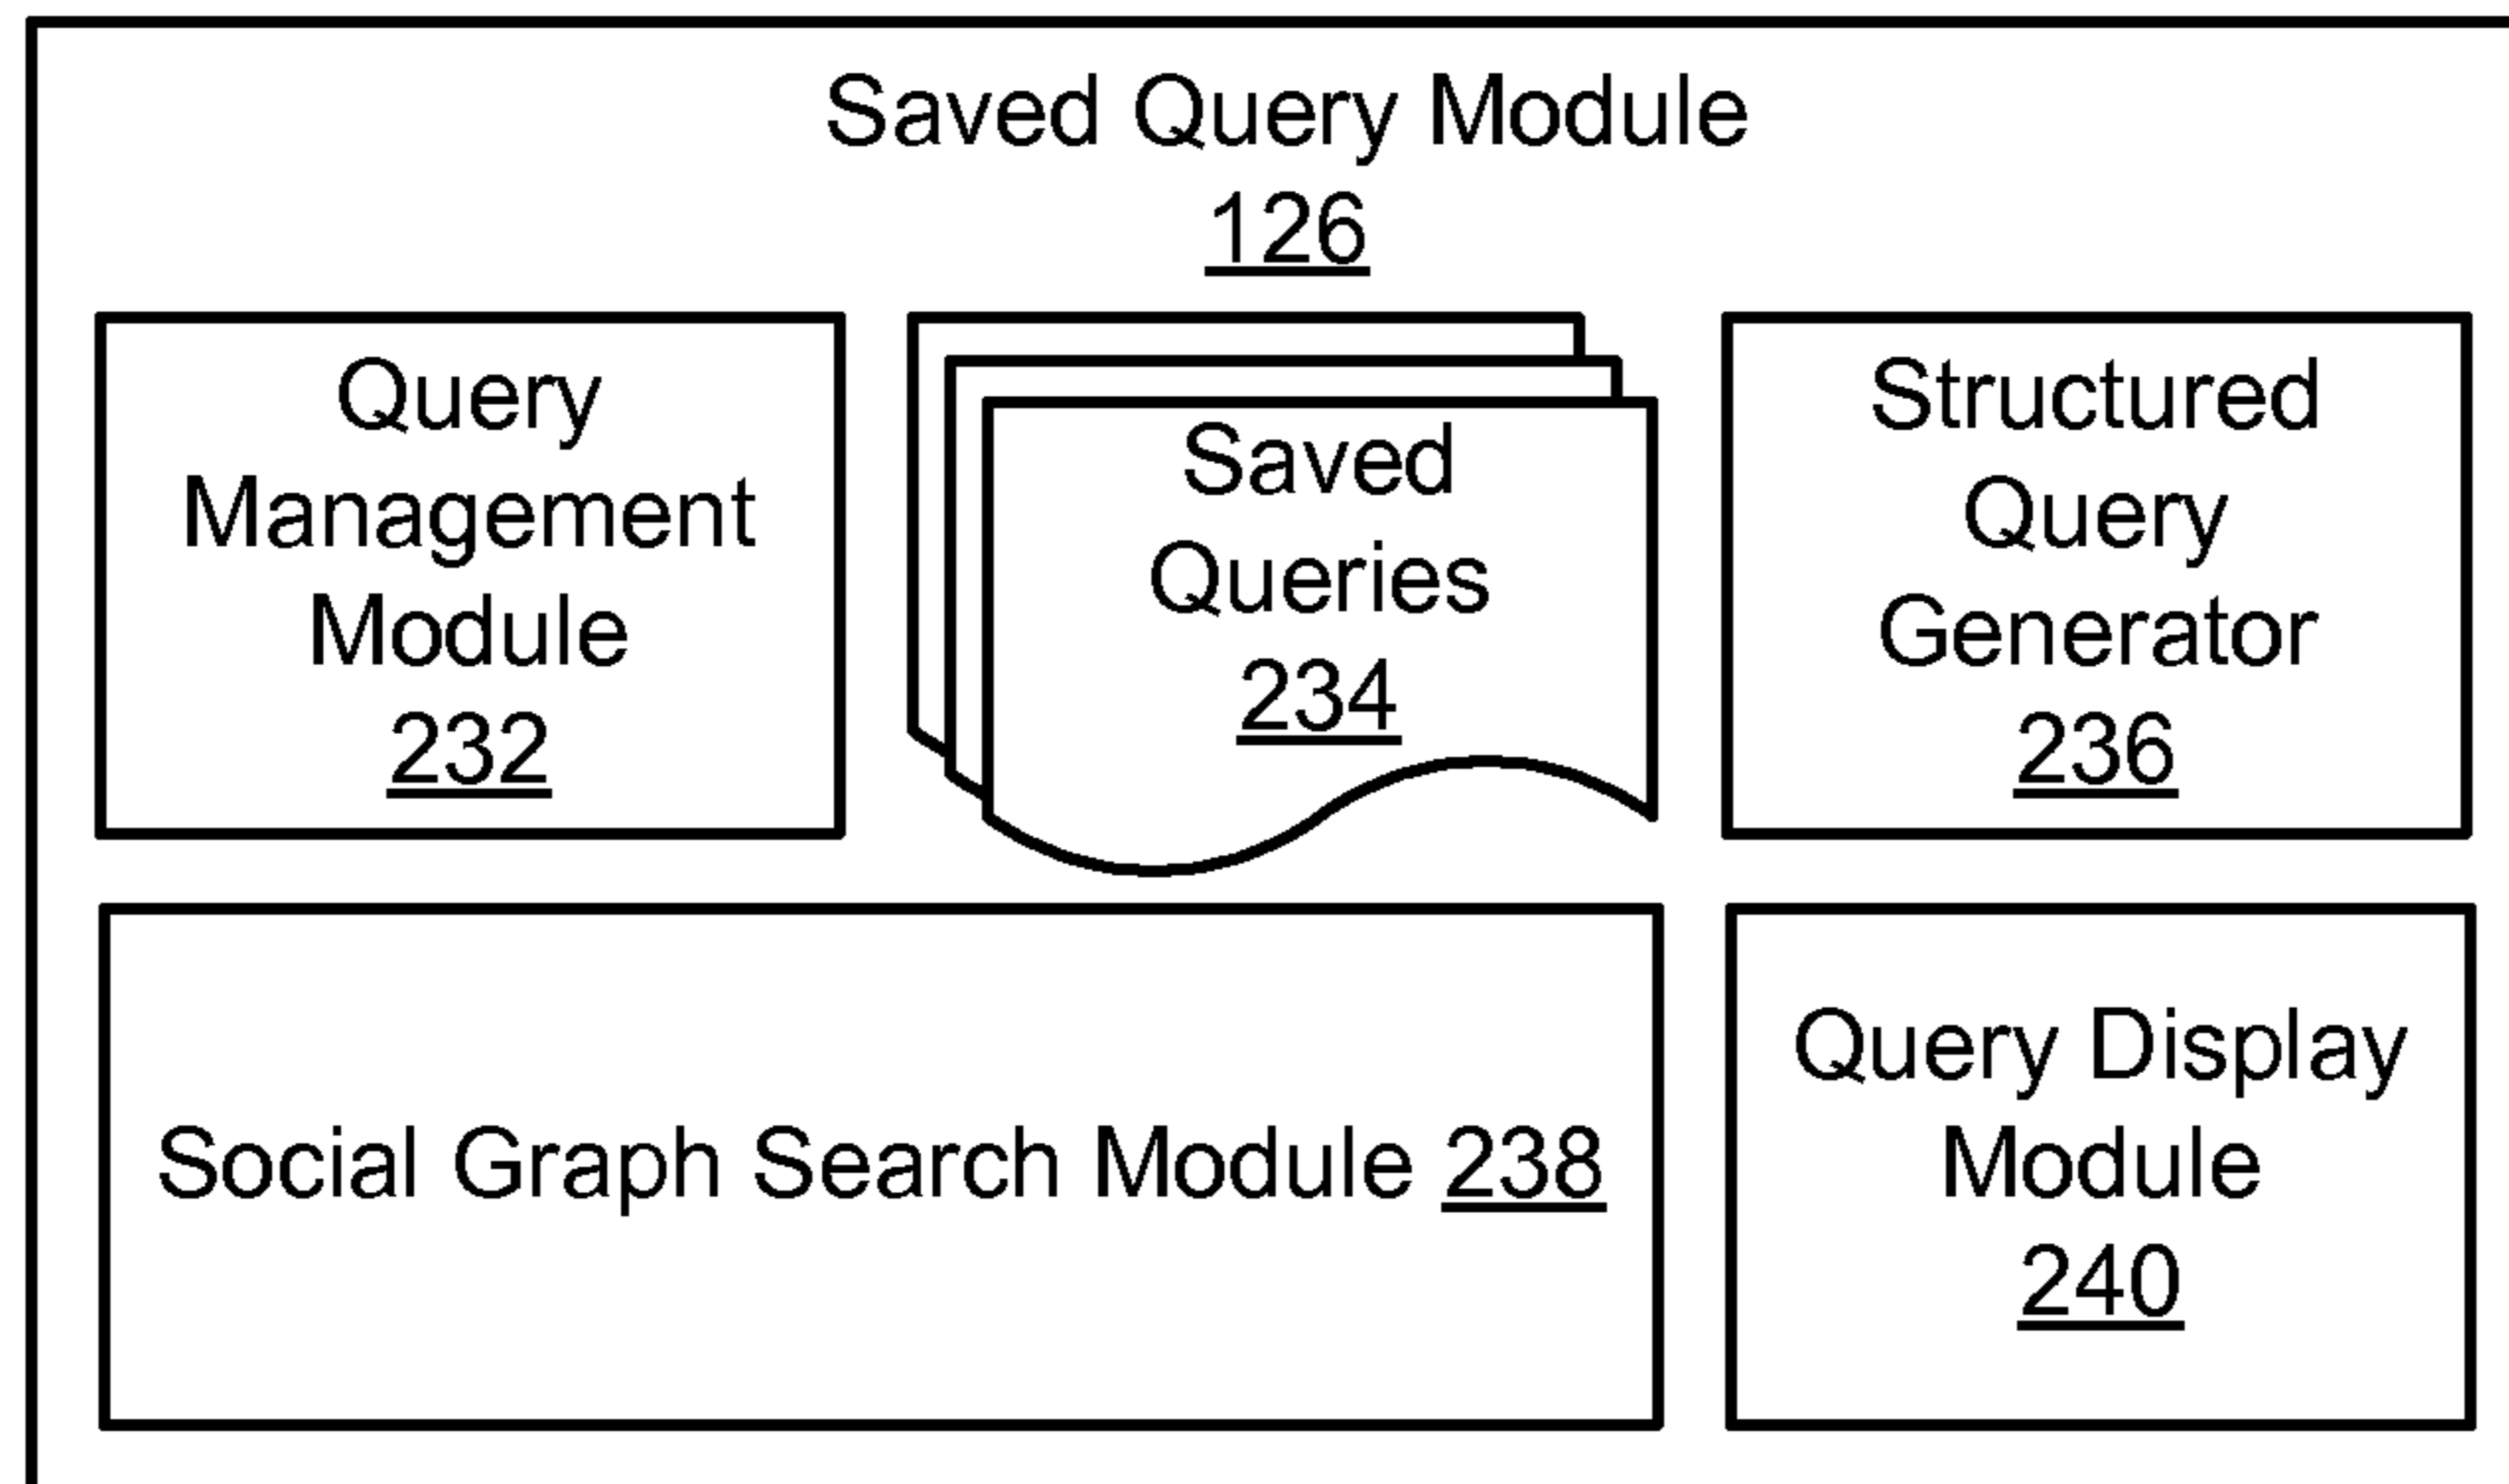 Saved Query Module
126
Query
Management
Module
232
Saved
Queries
234
Structured
Query
Generator
236
Social Graph Search Module 238
Query Display
Module
240